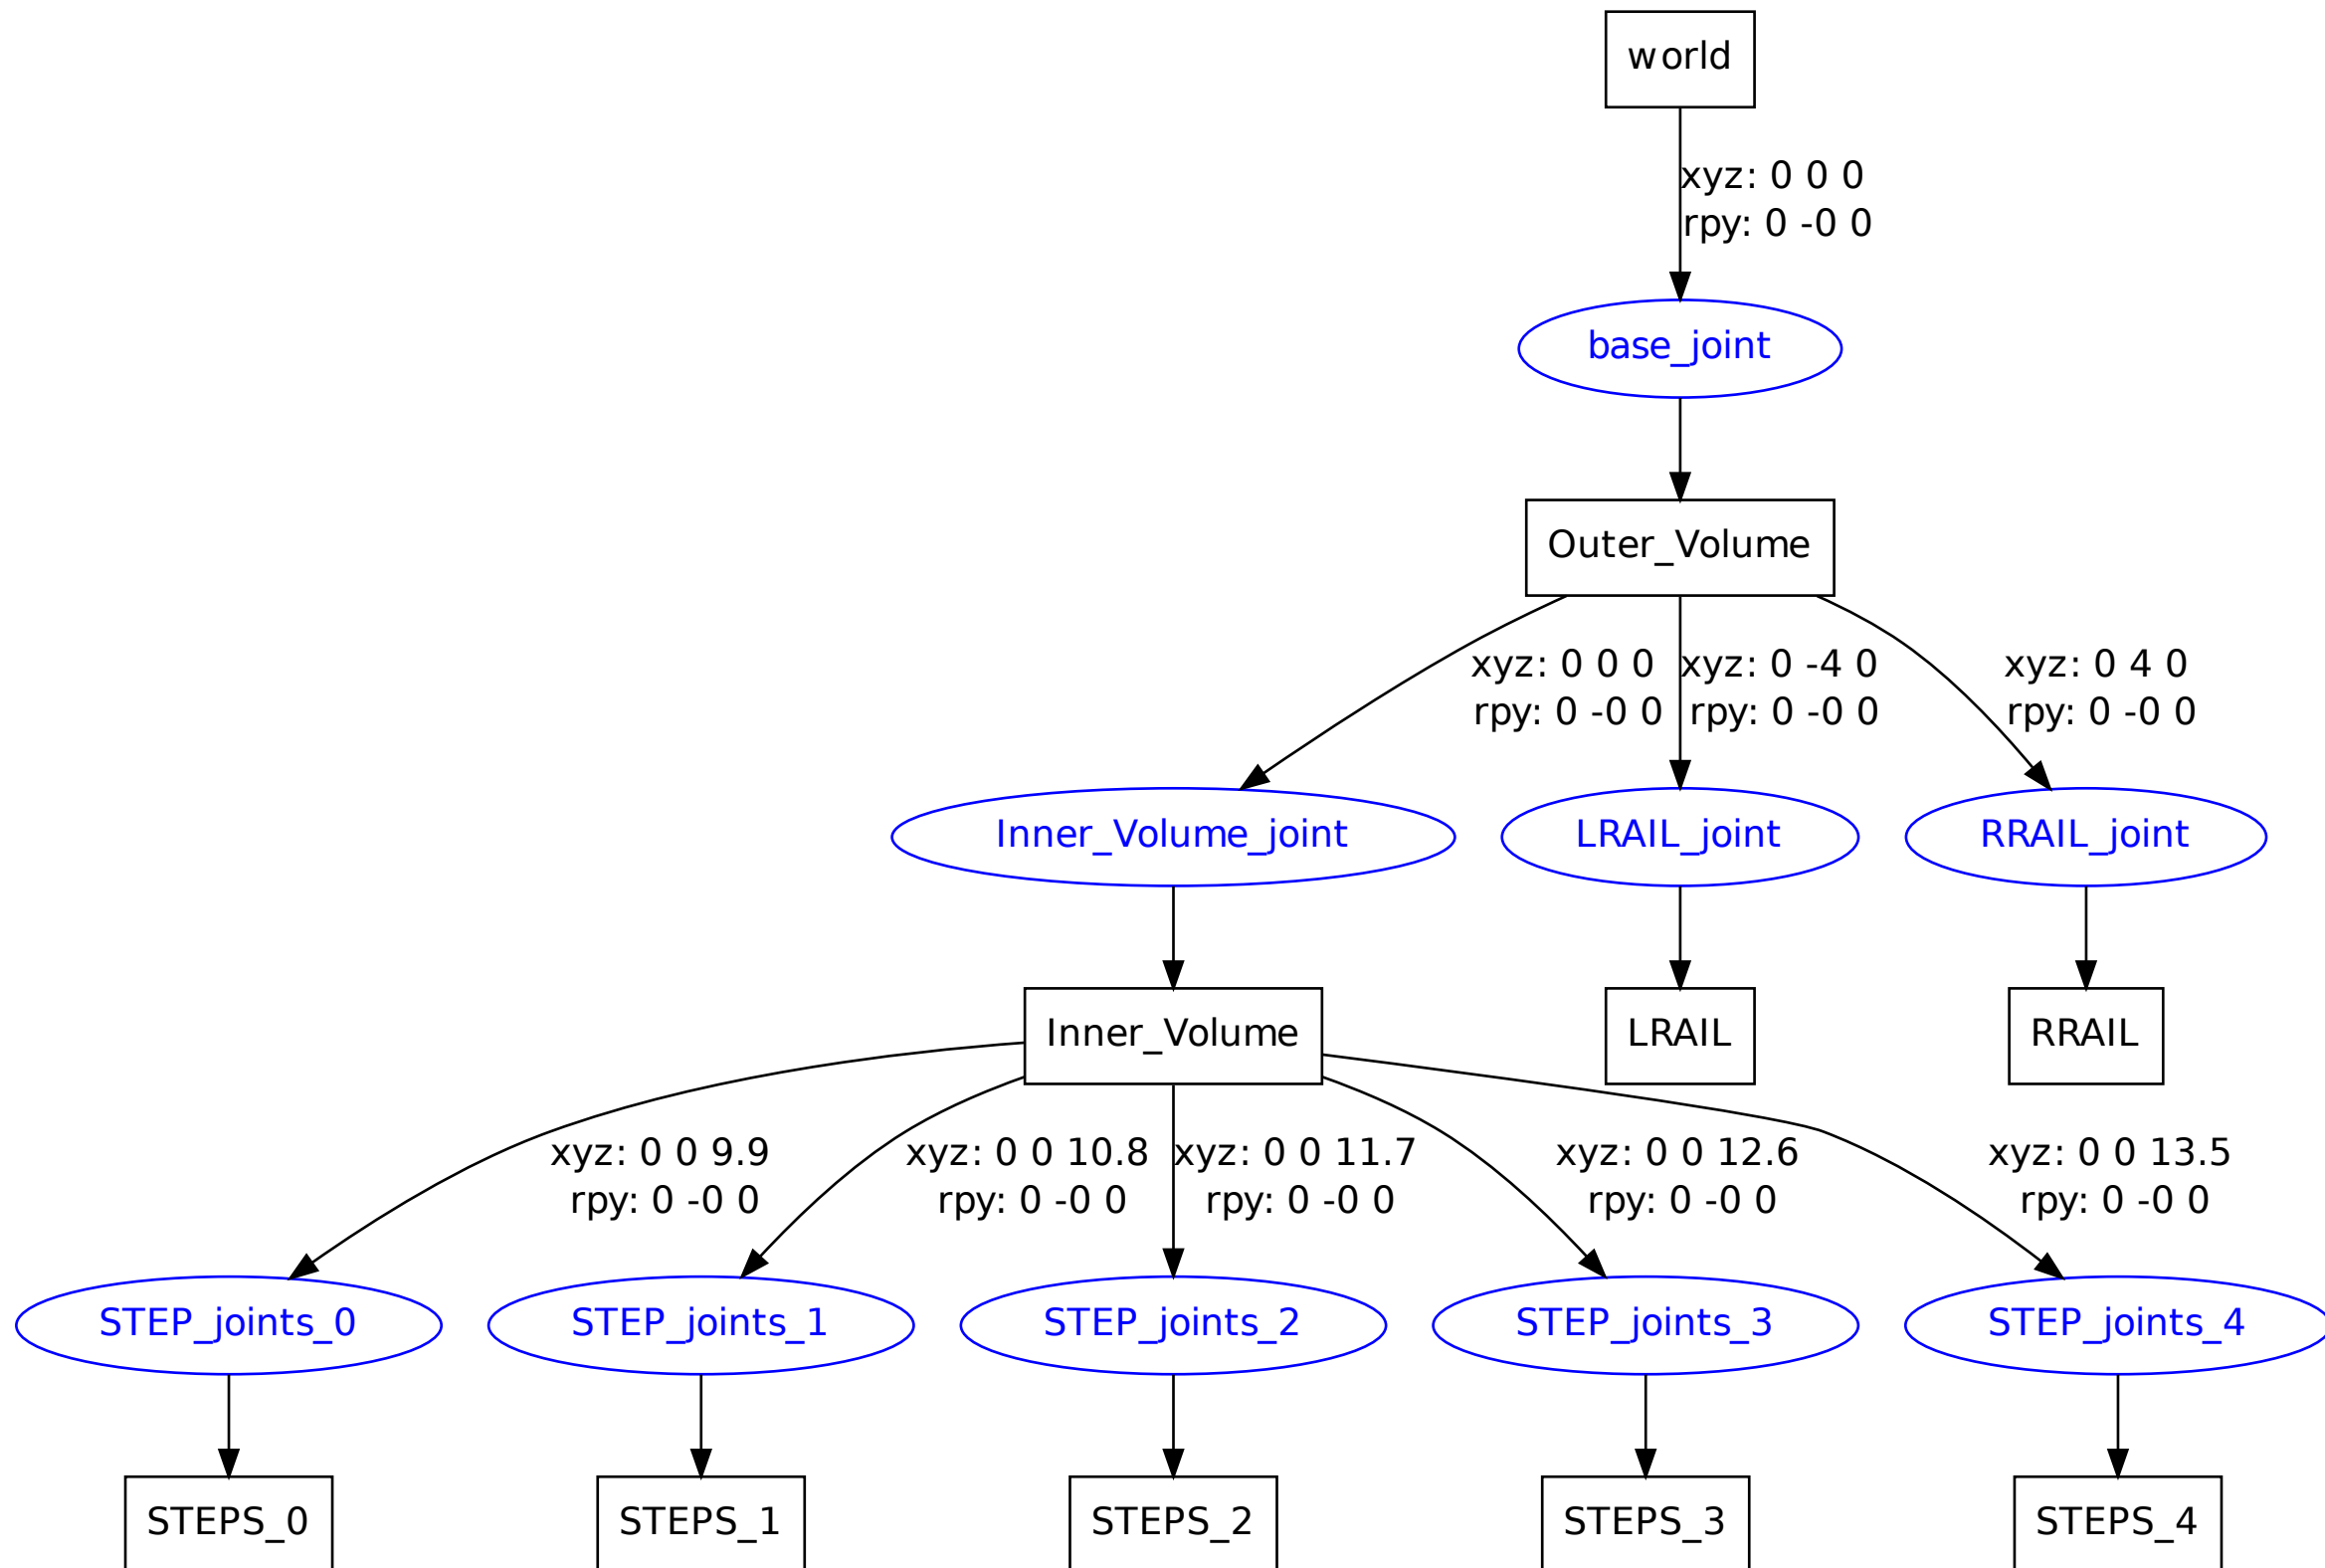 world
xyz: 0 0 0
rpy: 0 -0 0
base_joint
Outer_Volume
xyz: 0 0 0
rpy: 0 -0 0
xyz: 0 -4 0
rpy: 0 -0 0
xyz: 0 4 0
rpy: 0 -0 0
Inner_Volume_joint
LRAIL_joint
RRAIL_joint
Inner_Volume
LRAIL
RRAIL
xyz: 0 0 9.9
rpy: 0 -0 0
xyz: 0 0 10.8
rpy: 0 -0 0
xyz: 0 0 11.7
rpy: 0 -0 0
xyz: 0 0 12.6
rpy: 0 -0 0
xyz: 0 0 13.5
rpy: 0 -0 0
STEP_joints_0
STEP_joints_1
STEP_joints_2
STEP_joints_3
STEP_joints_4
STEPS_0
STEPS_1
STEPS_2
STEPS_3
STEPS_4